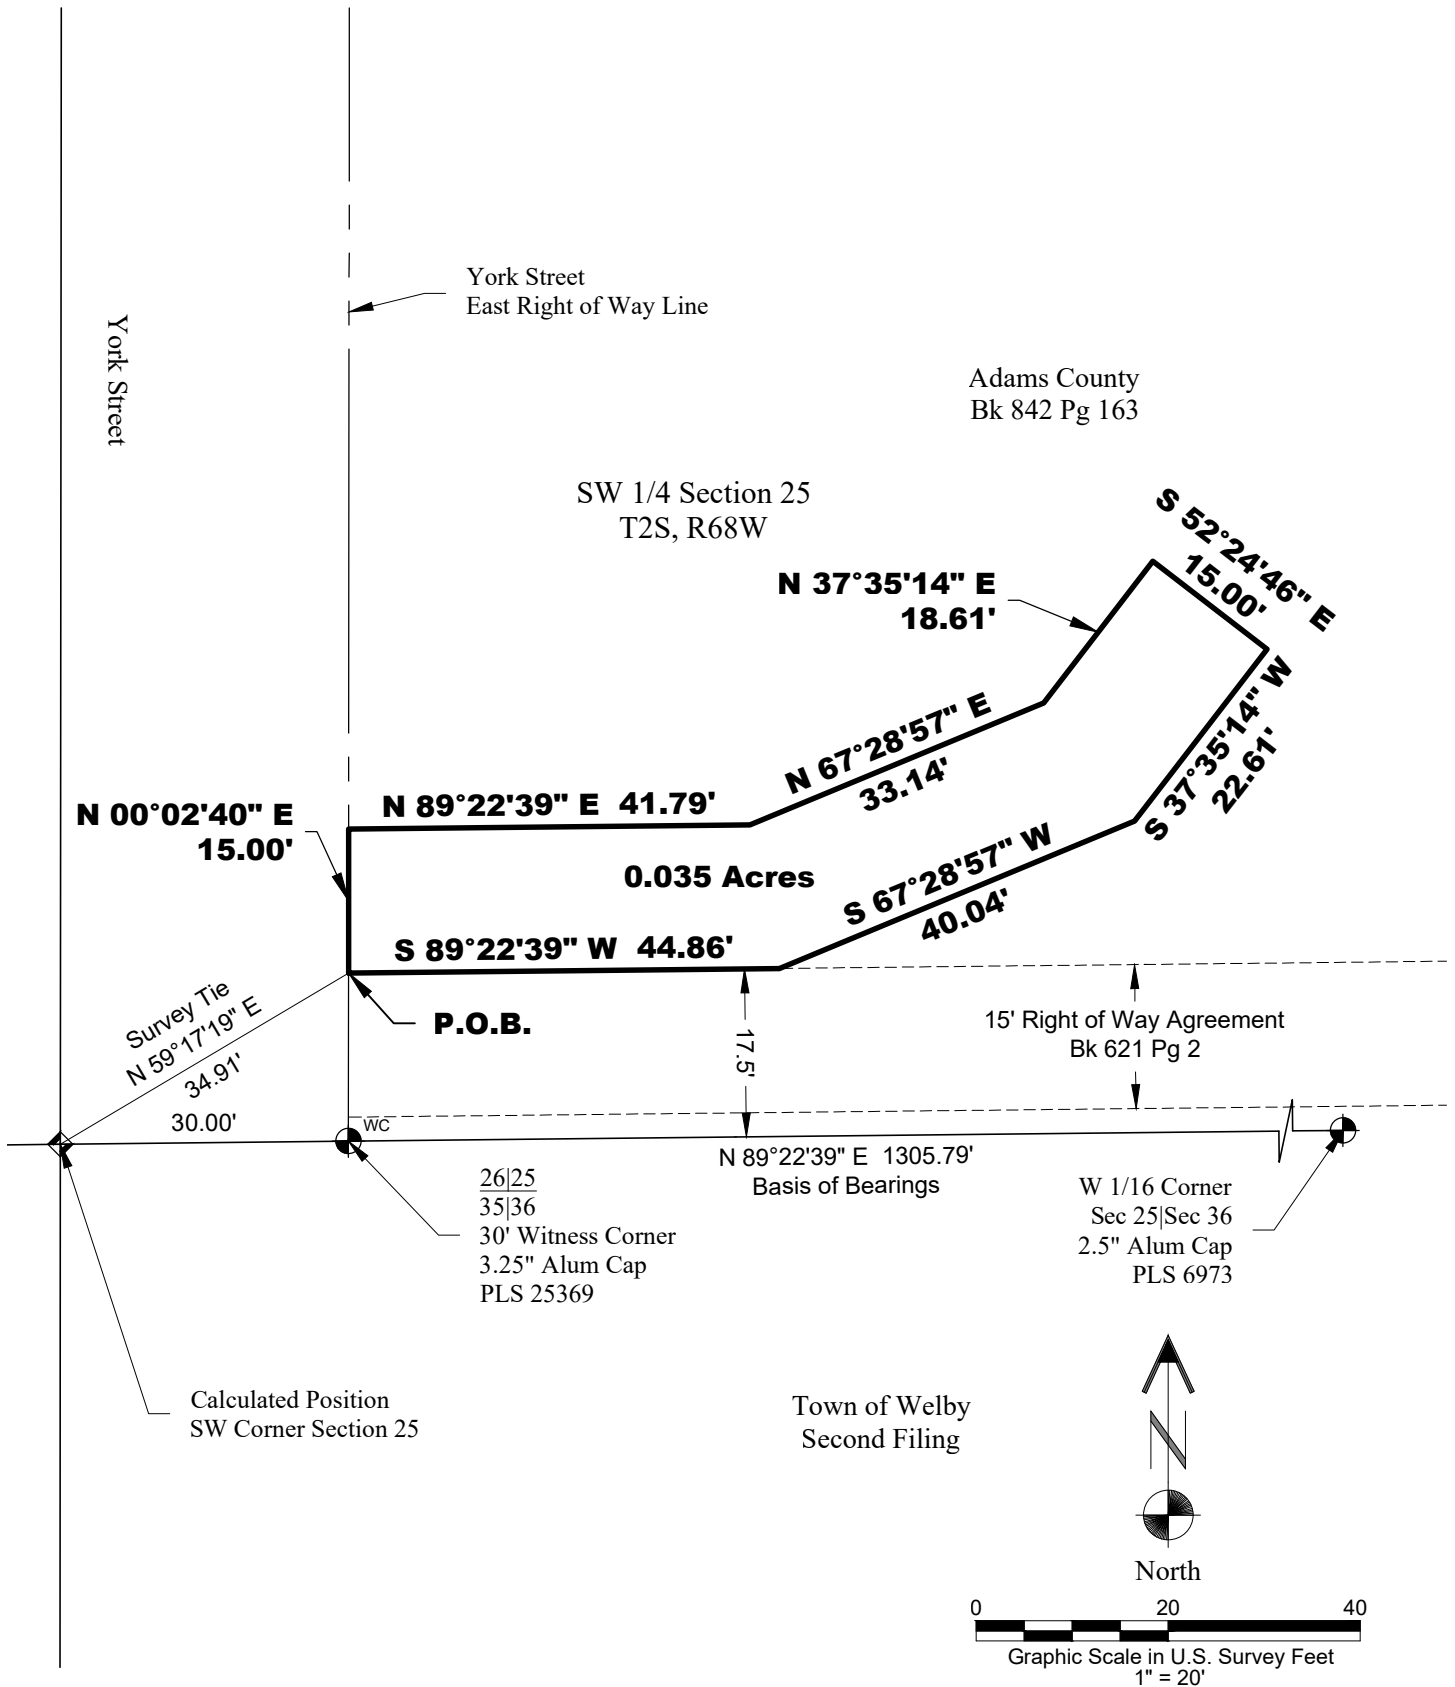 York Street
East Right of Way Line
York Street
Adams County
Bk 842 Pg 163
SW 1/4 Section 25
T2S, R68W
S 52°24'46" E
15.00'
N 37°35'14" E
18.61'
S 37°35'14" W
22.61'
N 67°28'57" E
33.14'
N 89°22'39" E 41.79'
N 00°02'40" E
15.00'
0.035 Acres
S 67°28'57" W
40.04'
S 89°22'39" W 44.86'
P.O.B.
Survey Tie
N 59°17'19" E
34.91'
30.00'
WC
17.5'
15' Right of Way Agreement
Bk 621 Pg 2
N 89°22'39" E 1305.79'
Basis of Bearings
26|25
35|36
30' Witness Corner
3.25" Alum Cap
PLS 25369
W 1/16 Corner
Sec 25|Sec 36
2.5" Alum Cap
PLS 6973
Calculated Position
SW Corner Section 25
Town of Welby
Second Filing
N
North
0 20 40
Graphic Scale in U.S. Survey Feet
1" = 20'